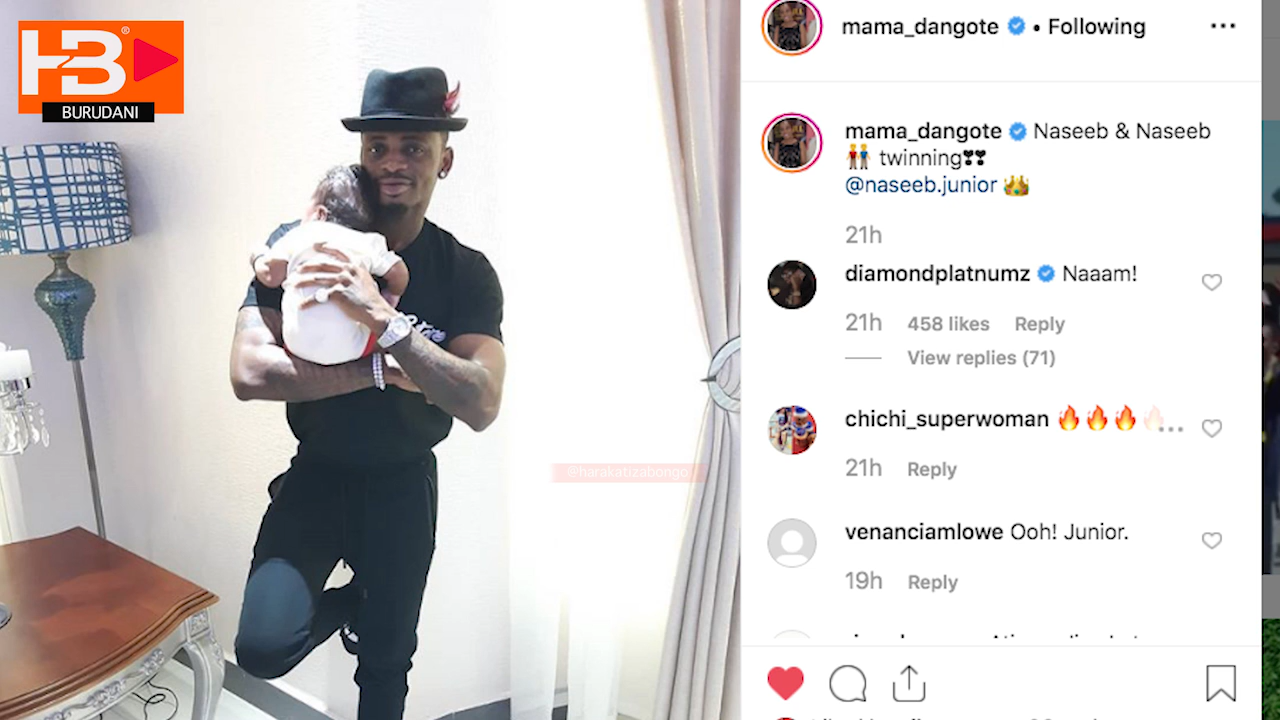 HB®
BURUDANI
@harakatizabongo
mama_dangote • Following
mama_dangote Naseeb & Naseeb
👬 twinning❣❣
@naseeb.junior 👑
21h
diamondplatnumz Naaam!
21h 458 likes Reply
View replies (71)
chichi_superwoman 🔥🔥🔥🔥
21h Reply
venanciamlowe Ooh! Junior.
19h Reply